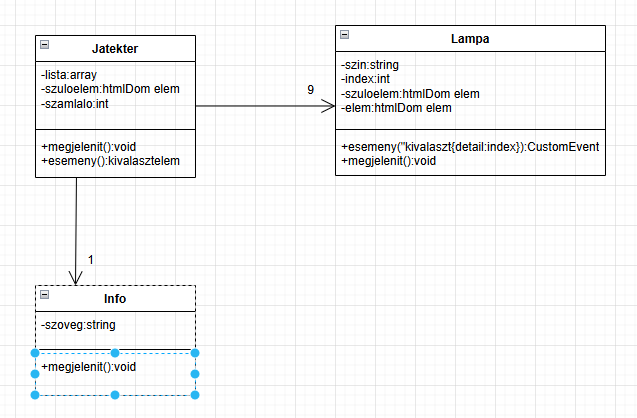 Jatekter
-lista:array
-szuloelem:htmlDom elem
-szamlalo:int
+megjelenit():void
+esemeny():kivalasztelem
9
Lampa
-szin:string
-index:int
-szuloelem:htmlDom elem
-elem:htmlDom elem
+esemeny("kivalaszt{detail:index}):CustomEvent
+megjelenit():void
1
Info
-szoveg:string
+megjelenit():void